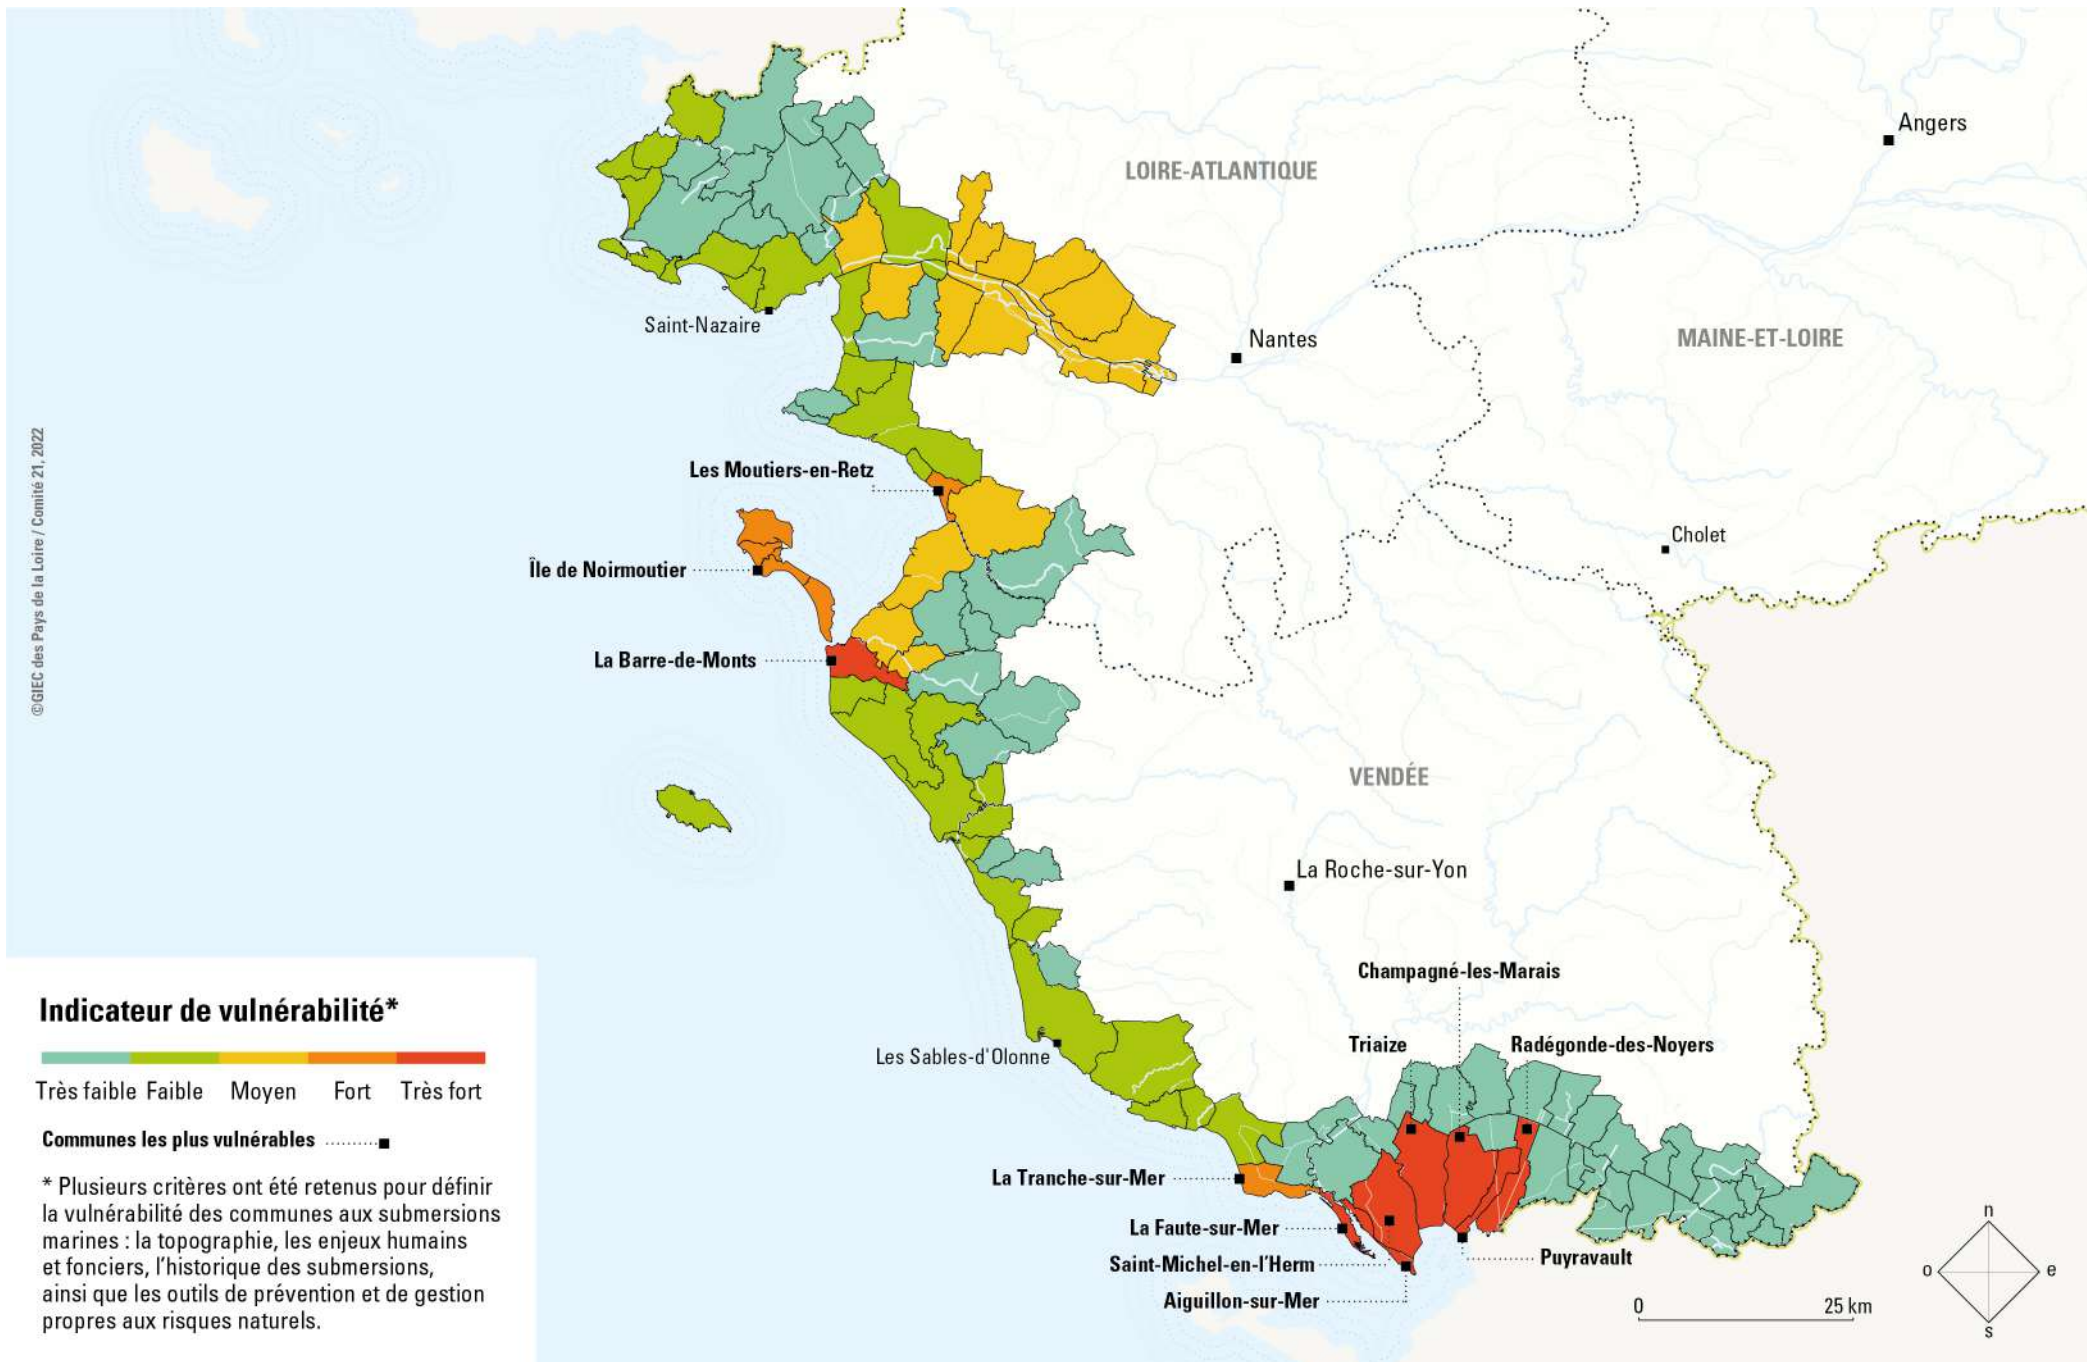 Angers
LOIRE-ATLANTIQUE
Saint-Nazaire
Nantes
MAINE-ET-LOIRE
Les Moutiers-en-Retz
Cholet
Île de Noirmoutier
La Barre-de-Monts
©GIEC des Pays de la Loire / Comité 21, 2022
VENDÉE
La Roche-sur-Yon
Champagné-les-Marais
Triaize
Radégonde-des-Noyers
Les Sables-d'Olonne
La Tranche-sur-Mer
La Faute-sur-Mer
Saint-Michel-en-l'Herm
Puyravault
Aiguillon-sur-Mer
Indicateur de vulnérabilité*
Très faible Faible Moyen Fort Très fort
Communes les plus vulnérables
* Plusieurs critères ont été retenus pour définir
la vulnérabilité des communes aux submersions
marines : la topographie, les enjeux humains
et fonciers, l'historique des submersions,
ainsi que les outils de prévention et de gestion
propres aux risques naturels.
0 25 km
n
o e
s